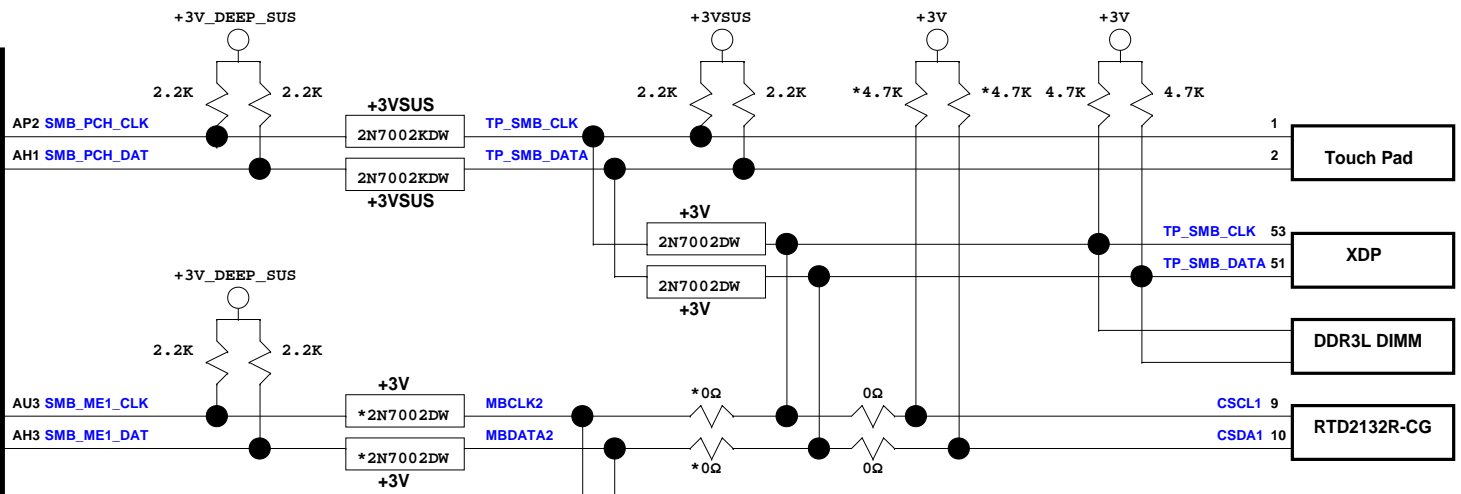 +3V_DEEP_SUS
+3VSUS
+3V
+3V
2.2K
2.2K
2.2K
2.2K
*4.7K
*4.7K
4.7K
4.7K
+3VSUS
AP2 SMB_PCH_CLK
2N7002KDW
TP_SMB_CLK
1
AH1 SMB_PCH_DAT
2N7002KDW
TP_SMB_DATA
2
Touch Pad
+3VSUS
+3V
2N7002DW
TP_SMB_CLK 53
2N7002DW
TP_SMB_DATA 51
XDP
+3V
+3V_DEEP_SUS
2.2K
2.2K
DDR3L DIMM
+3V
*0Ω
0Ω
AU3 SMB_ME1_CLK
*2N7002DW
MBCLK2
CSCL1 9
AH3 SMB_ME1_DAT
*2N7002DW
MBDATA2
CSDA1 10
RTD2132R-CG
*0Ω
0Ω
+3V